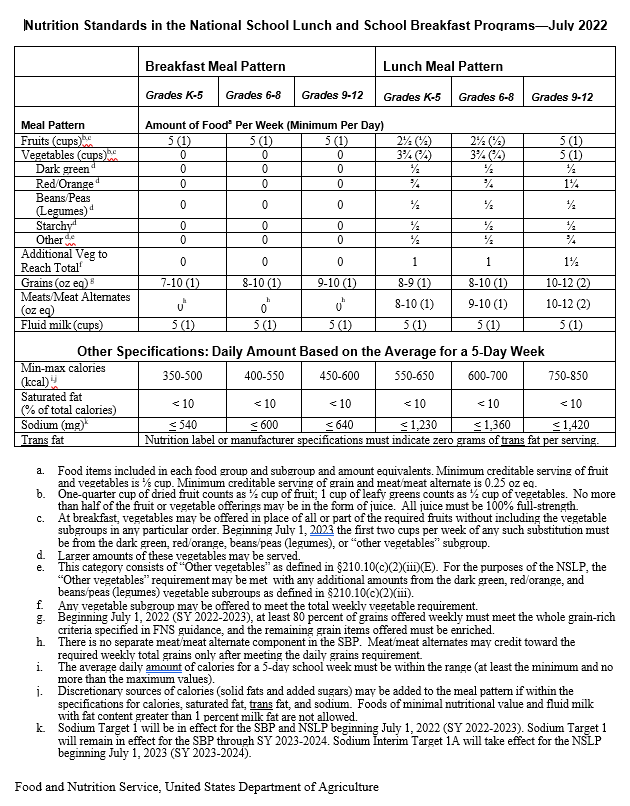 Nutrition Standards in the National School Lunch and School Breakfast Programs—July 2022
Breakfast Meal Pattern Lunch Meal Pattern
Grades K-5 Grades 6-8 Grades 9-12 Grades K-5 Grades 6-8 Grades 9-12
Meal Pattern Amount of Foodᵃ Per Week (Minimum Per Day)
Fruits (cups)ᵇ,ᶜ 5 (1) 5 (1) 5 (1) 2½ (½) 2½ (½) 5 (1)
Vegetables (cups)ᵇ,ᶜ 0 0 0 3¾ (¾) 3¾ (¾) 5 (1)
Dark greenᵈ 0 0 0 ½ ½ ½
Red/Orangeᵈ 0 0 0 ¾ ¾ 1¼
Beans/Peas
(Legumes)ᵈ 0 0 0 ½ ½ ½
Starchyᵈ 0 0 0 ½ ½ ½
Otherᵈ,ᵉ 0 0 0 ½ ½ ¾
Additional Veg to
Reach Totalᶠ 0 0 0 1 1 1½
Grains (oz eq)ᵍ 7-10 (1) 8-10 (1) 9-10 (1) 8-9 (1) 8-10 (1) 10-12 (2)
Meats/Meat Alternates
(oz eq) 0ʰ 0ʰ 0ʰ 8-10 (1) 9-10 (1) 10-12 (2)
Fluid milk (cups) 5 (1) 5 (1) 5 (1) 5 (1) 5 (1) 5 (1)
Other Specifications: Daily Amount Based on the Average for a 5-Day Week
Min-max calories
(kcal)ⁱ,ʲ 350-500 400-550 450-600 550-650 600-700 750-850
Saturated fat
(% of total calories) < 10 < 10 < 10 < 10 < 10 < 10
Sodium (mg)ᵏ ≤ 540 ≤ 600 ≤ 640 ≤ 1,230 ≤ 1,360 ≤ 1,420
Trans fat Nutrition label or manufacturer specifications must indicate zero grams of trans fat per serving.
a. Food items included in each food group and subgroup and amount equivalents. Minimum creditable serving of fruit
and vegetables is ⅛ cup. Minimum creditable serving of grain and meat/meat alternate is 0.25 oz eq.
b. One-quarter cup of dried fruit counts as ½ cup of fruit; 1 cup of leafy greens counts as ½ cup of vegetables. No more
than half of the fruit or vegetable offerings may be in the form of juice. All juice must be 100% full-strength.
c. At breakfast, vegetables may be offered in place of all or part of the required fruits without including the vegetable
subgroups in any particular order. Beginning July 1, 2023 the first two cups per week of any such substitution must
be from the dark green, red/orange, beans/peas (legumes), or “other vegetables” subgroup.
d. Larger amounts of these vegetables may be served.
e. This category consists of “Other vegetables” as defined in §210.10(c)(2)(iii)(E). For the purposes of the NSLP, the
“Other vegetables” requirement may be met with any additional amounts from the dark green, red/orange, and
beans/peas (legumes) vegetable subgroups as defined in §210.10(c)(2)(iii).
f. Any vegetable subgroup may be offered to meet the total weekly vegetable requirement.
g. Beginning July 1, 2022 (SY 2022-2023), at least 80 percent of grains offered weekly must meet the whole grain-rich
criteria specified in FNS guidance, and the remaining grain items offered must be enriched.
h. There is no separate meat/meat alternate component in the SBP. Meat/meat alternates may credit toward the
required weekly total grains only after meeting the daily grains requirement.
i. The average daily amount of calories for a 5-day school week must be within the range (at least the minimum and no
more than the maximum values).
j. Discretionary sources of calories (solid fats and added sugars) may be added to the meal pattern if within the
specifications for calories, saturated fat, trans fat, and sodium. Foods of minimal nutritional value and fluid milk
with fat content greater than 1 percent milk fat are not allowed.
k. Sodium Target 1 will be in effect for the SBP and NSLP beginning July 1, 2022 (SY 2022-2023). Sodium Target 1
will remain in effect for the SBP through SY 2023-2024. Sodium Interim Target 1A will take effect for the NSLP
beginning July 1, 2023 (SY 2023-2024).
Food and Nutrition Service, United States Department of Agriculture